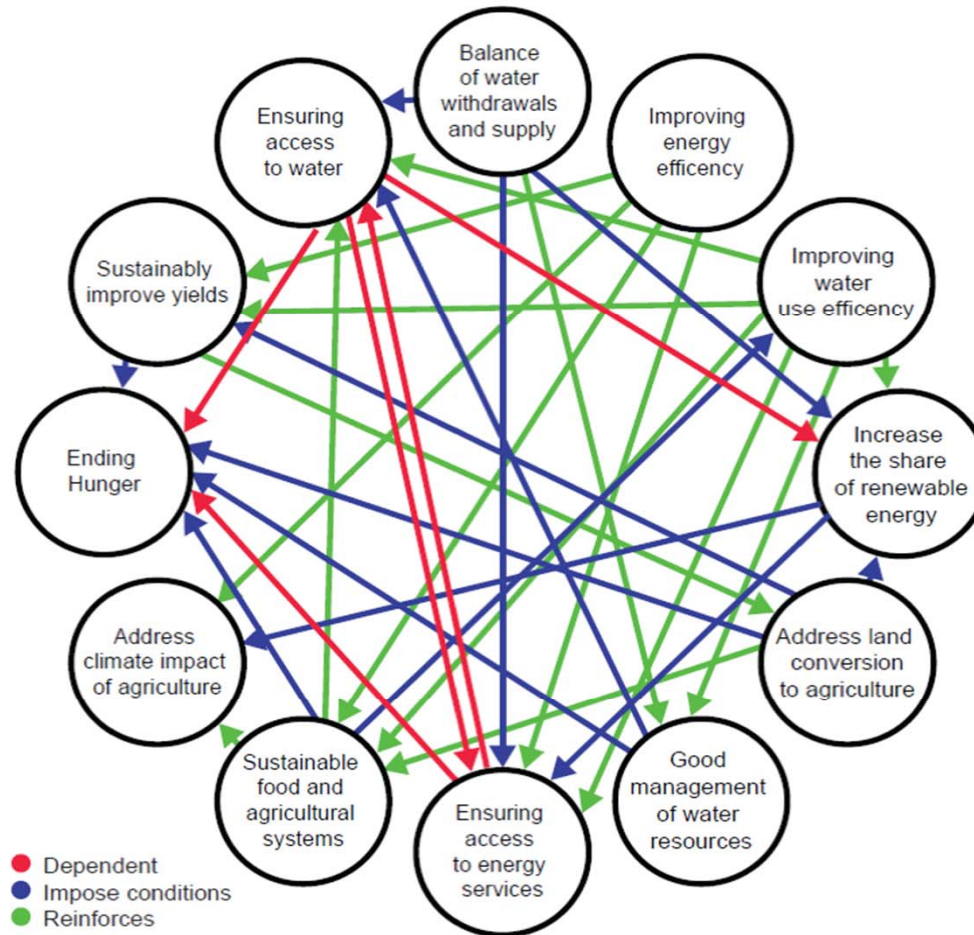 Balance
of water
withdrawals
and supply
Improving
energy
efficency
Improving
water
use efficency
Increase
the share
of renewable
energy
Address land
conversion
to agriculture
Good
management
of water
resources
Ensuring
access
to energy
services
Sustainable
food and
agricultural
systems
Address
climate impact
of agriculture
Ending
Hunger
Sustainably
improve yields
Ensuring
access
to water
Dependent
Impose conditions
Reinforces